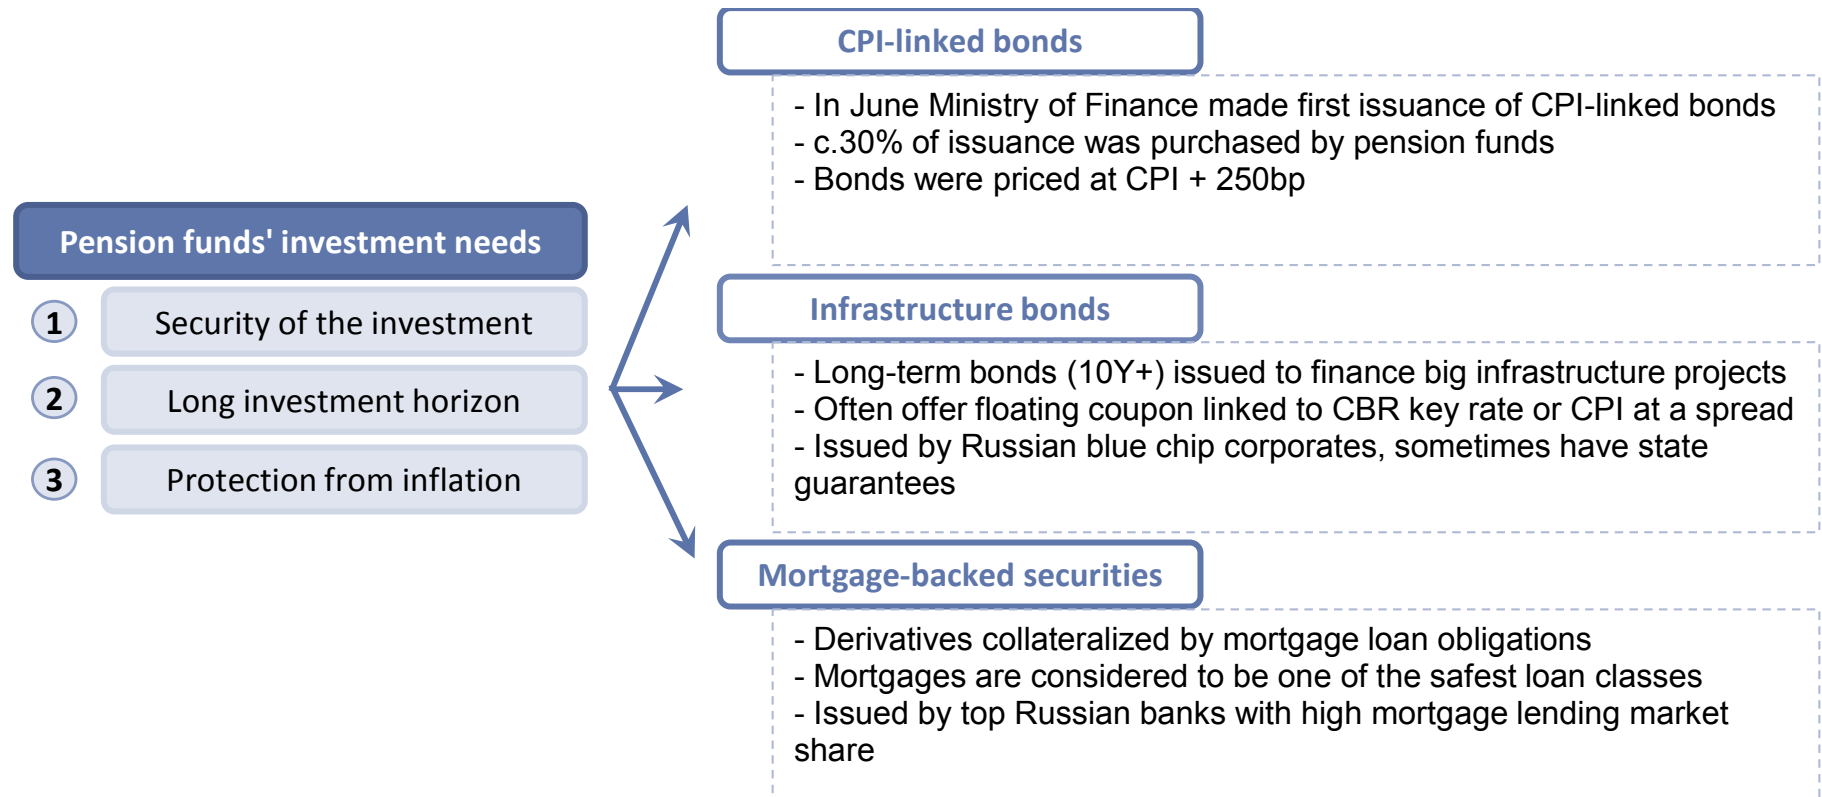 Pension funds' investment needs
1
Security of the investment
2
Long investment horizon
3
Protection from inflation
CPI-linked bonds
- In June Ministry of Finance made first issuance of CPI-linked bonds
- c.30% of issuance was purchased by pension funds
- Bonds were priced at CPI + 250bp
Infrastructure bonds
- Long-term bonds (10Y+) issued to finance big infrastructure projects
- Often offer floating coupon linked to CBR key rate or CPI at a spread
- Issued by Russian blue chip corporates, sometimes have state
guarantees
Mortgage-backed securities
- Derivatives collateralized by mortgage loan obligations
- Mortgages are considered to be one of the safest loan classes
- Issued by top Russian banks with high mortgage lending market
share